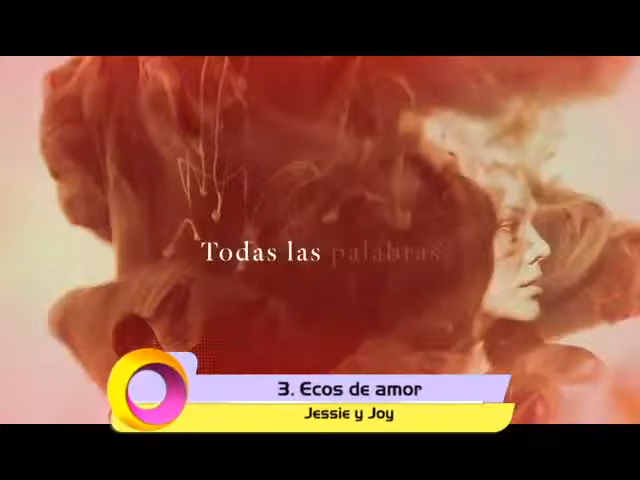 Todas las palabras
3. Ecos de amor
Jessie y Joy